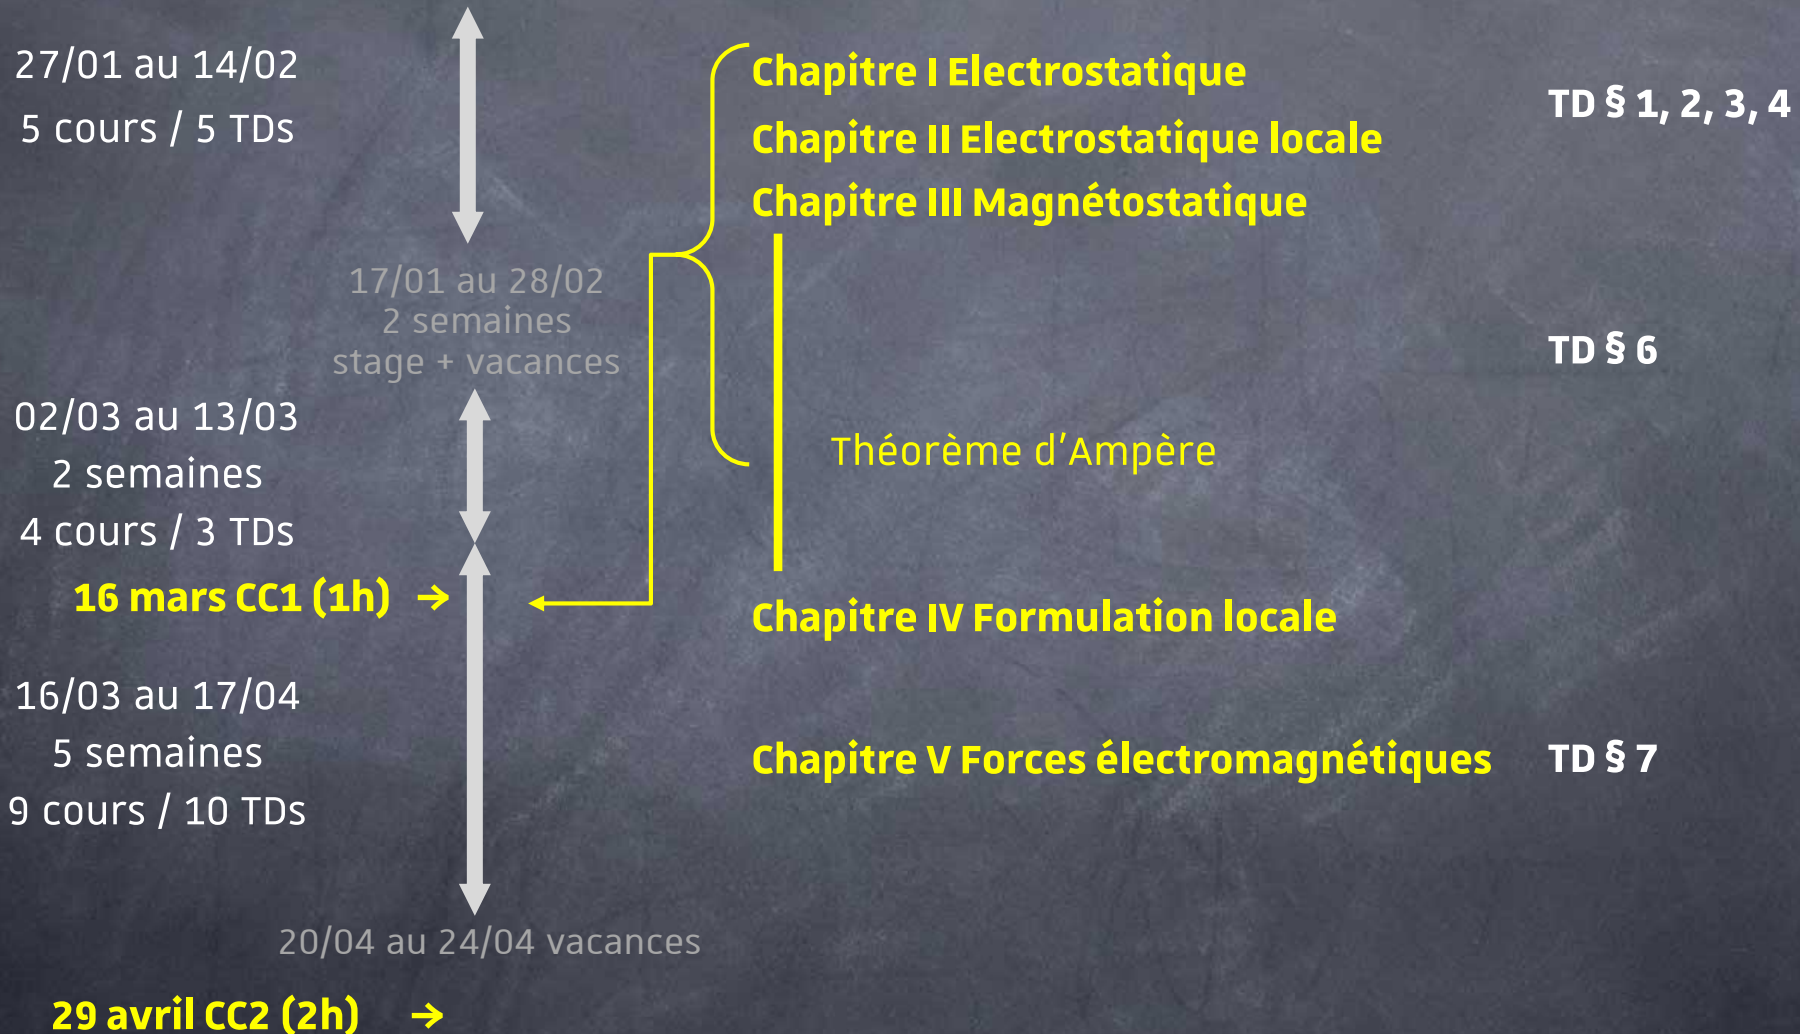 27/01 au 14/02
5 cours / 5 TDs
Chapitre I Electrostatique
Chapitre II Electrostatique locale
Chapitre III Magnétostatique
TD § 1, 2, 3, 4
17/01 au 28/02
2 semaines
stage + vacances
TD § 6
02/03 au 13/03
2 semaines
4 cours / 3 TDs
Théorème d'Ampère
16 mars CC1 (1h) →
Chapitre IV Formulation locale
16/03 au 17/04
5 semaines
9 cours / 10 TDs
Chapitre V Forces électromagnétiques
TD § 7
20/04 au 24/04 vacances
29 avril CC2 (2h) →